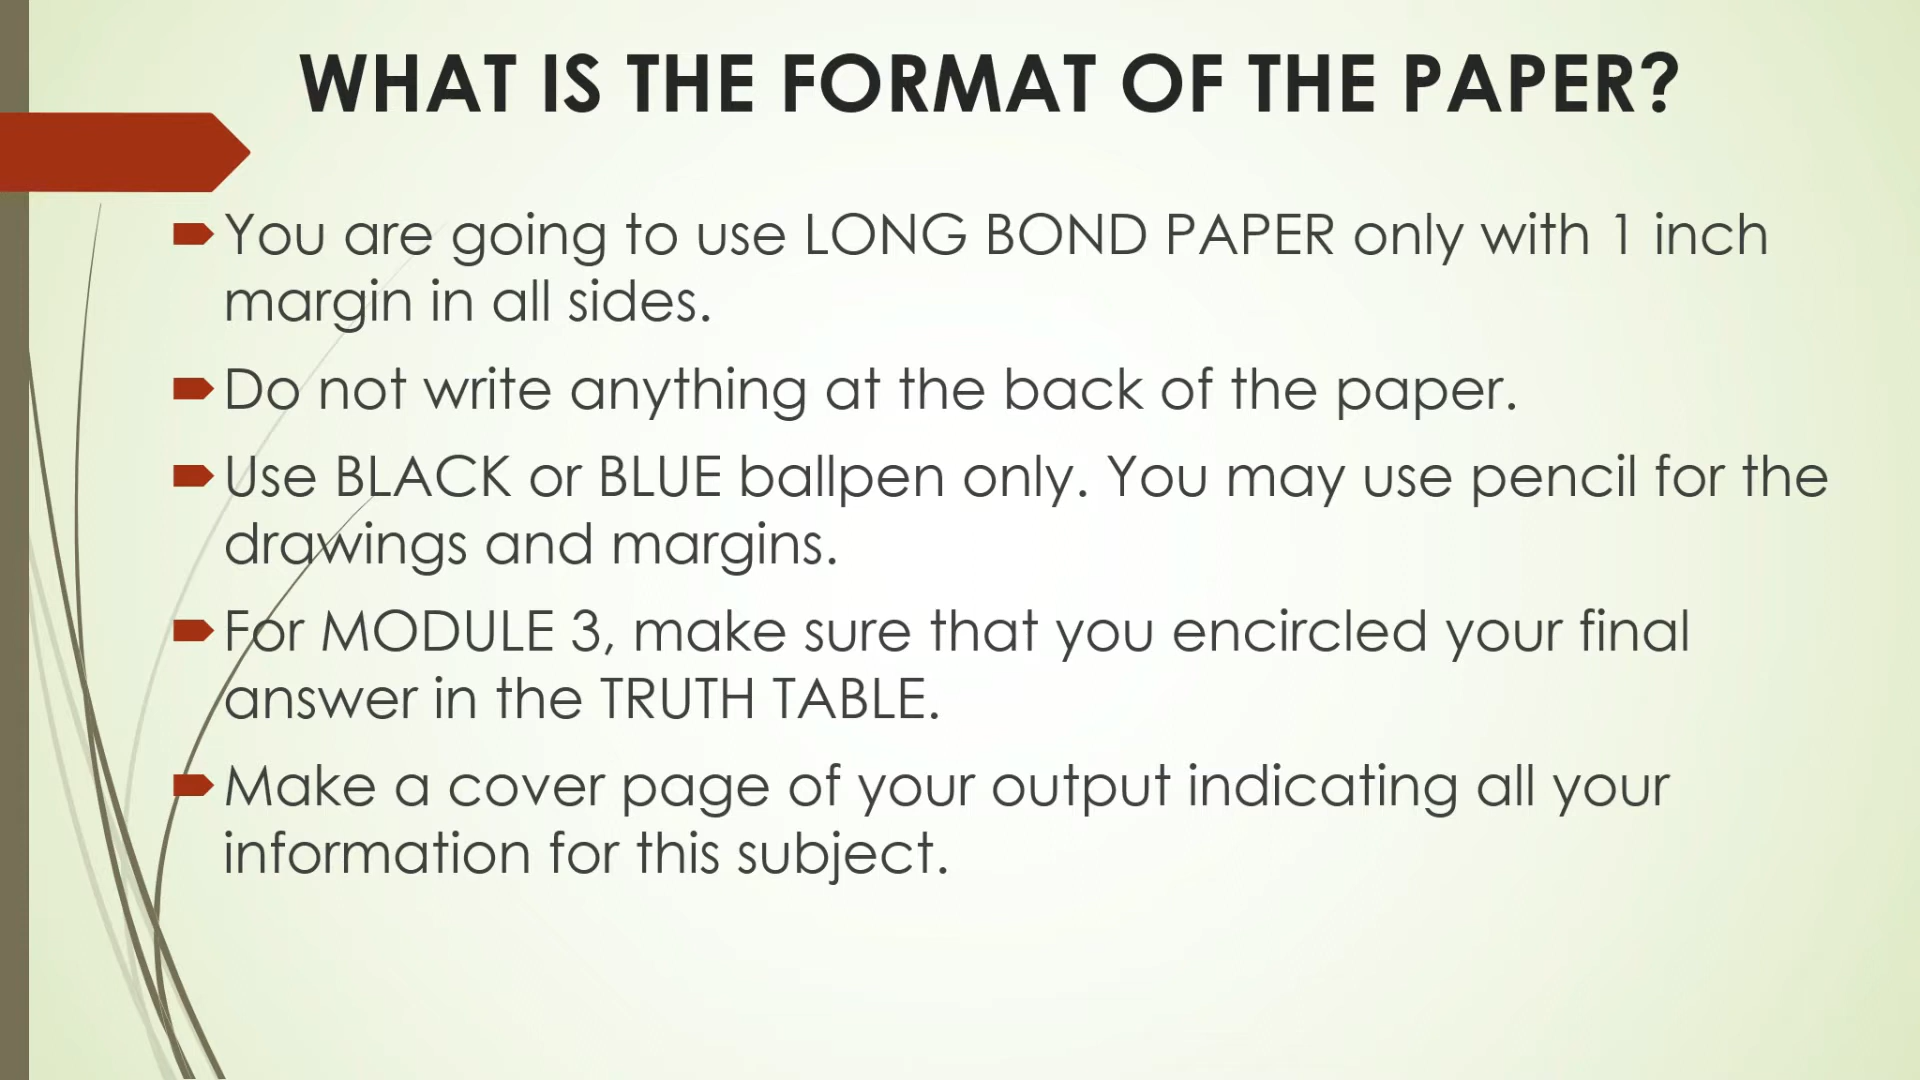 WHAT IS THE FORMAT OF THE PAPER?
You are going to use LONG BOND PAPER only with 1 inch
margin in all sides.
Do not write anything at the back of the paper.
Use BLACK or BLUE ballpen only. You may use pencil for the
drawings and margins.
For MODULE 3, make sure that you encircled your final
answer in the TRUTH TABLE.
Make a cover page of your output indicating all your
information for this subject.